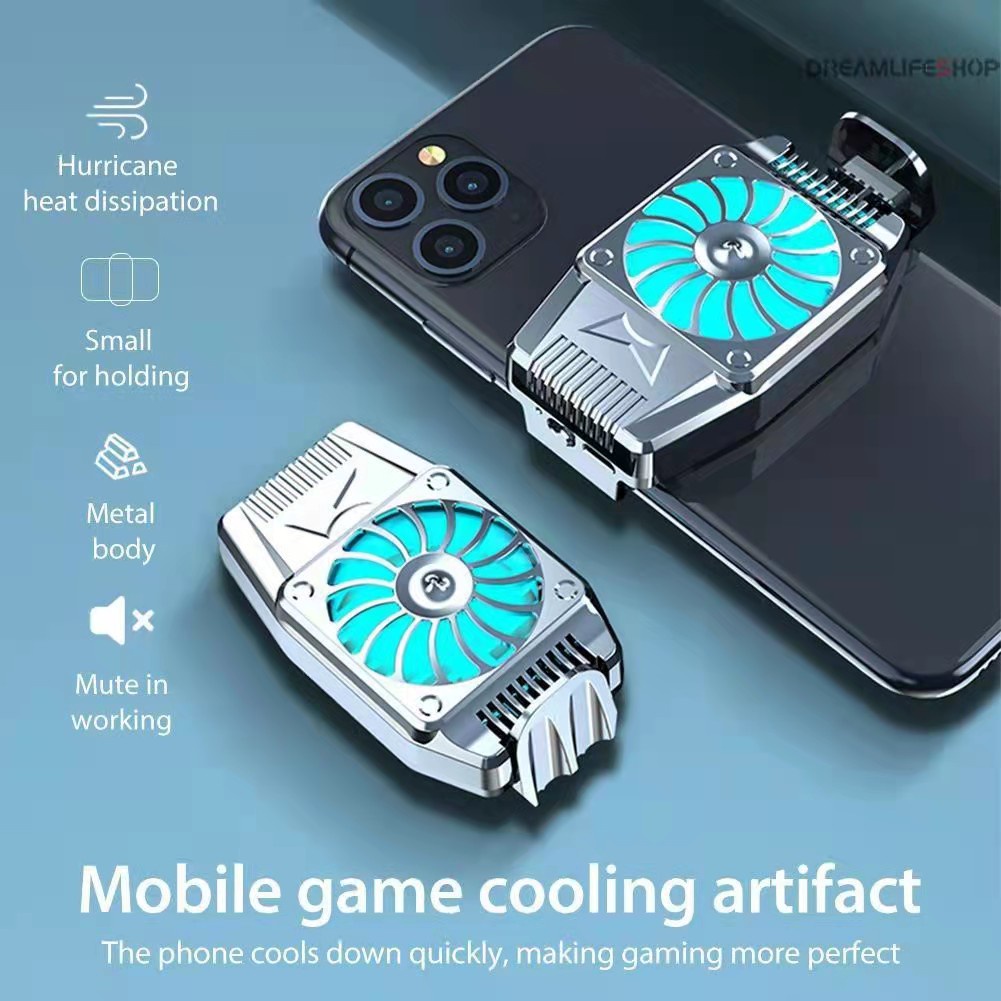 DREAMLIFESHOP
Hurricane
heat dissipation
Small
for holding
Metal
body
Mute in
working
Mobile game cooling artifact
The phone cools down quickly, making gaming more perfect